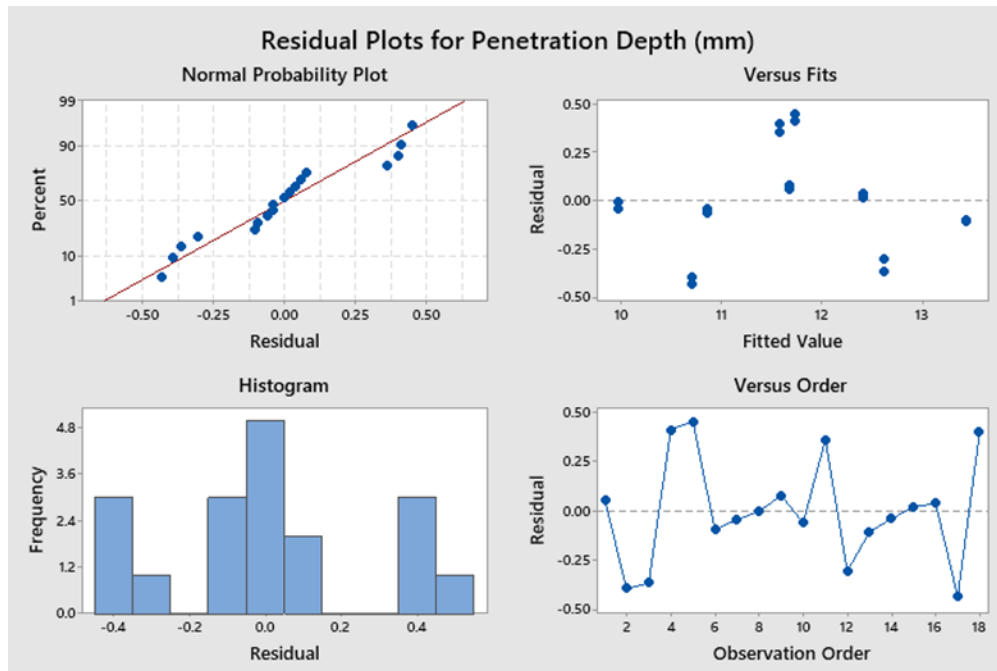 Residual Plots for Penetration Depth (mm)
Normal Probability Plot
99
90
50
10
1
Percent
-0.50 -0.25 0.00 0.25 0.50
Residual
Versus Fits
0.50
0.25
0.00
-0.25
-0.50
Residual
10 11 12 13
Fitted Value
Histogram
4.8
3.6
2.4
1.2
0.0
Frequency
-0.4 -0.2 0.0 0.2 0.4
Residual
Versus Order
0.50
0.25
0.00
-0.25
-0.50
Residual
2 4 6 8 10 12 14 16 18
Observation Order